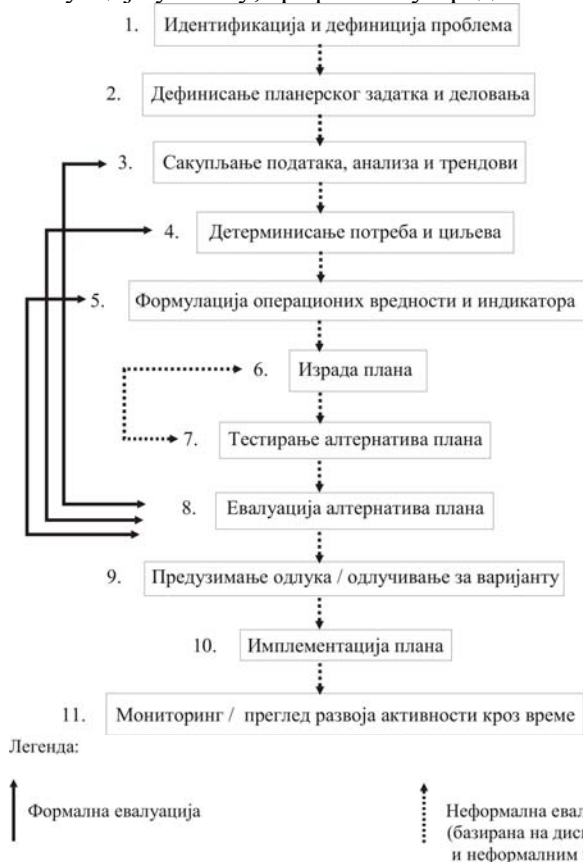 1. Идентификација и дефиниција проблема
2. Дефинисање планерског задатка и деловања
3. Сакупљање података, анализа и трендови
4. Детерминисање потреба и циљева
5. Формулација операционих вредности и индикатора
6. Израда плана
7. Тестирање алтернатива плана
8. Евалуација алтернатива плана
9. Предузимање одлука / одлучивање за варијанту
10. Имплементација плана
11. Мониторинг / преглед развоја активности кроз време
Легенда:
Формална евалуација
Неформална
(базирана на
и неформалним